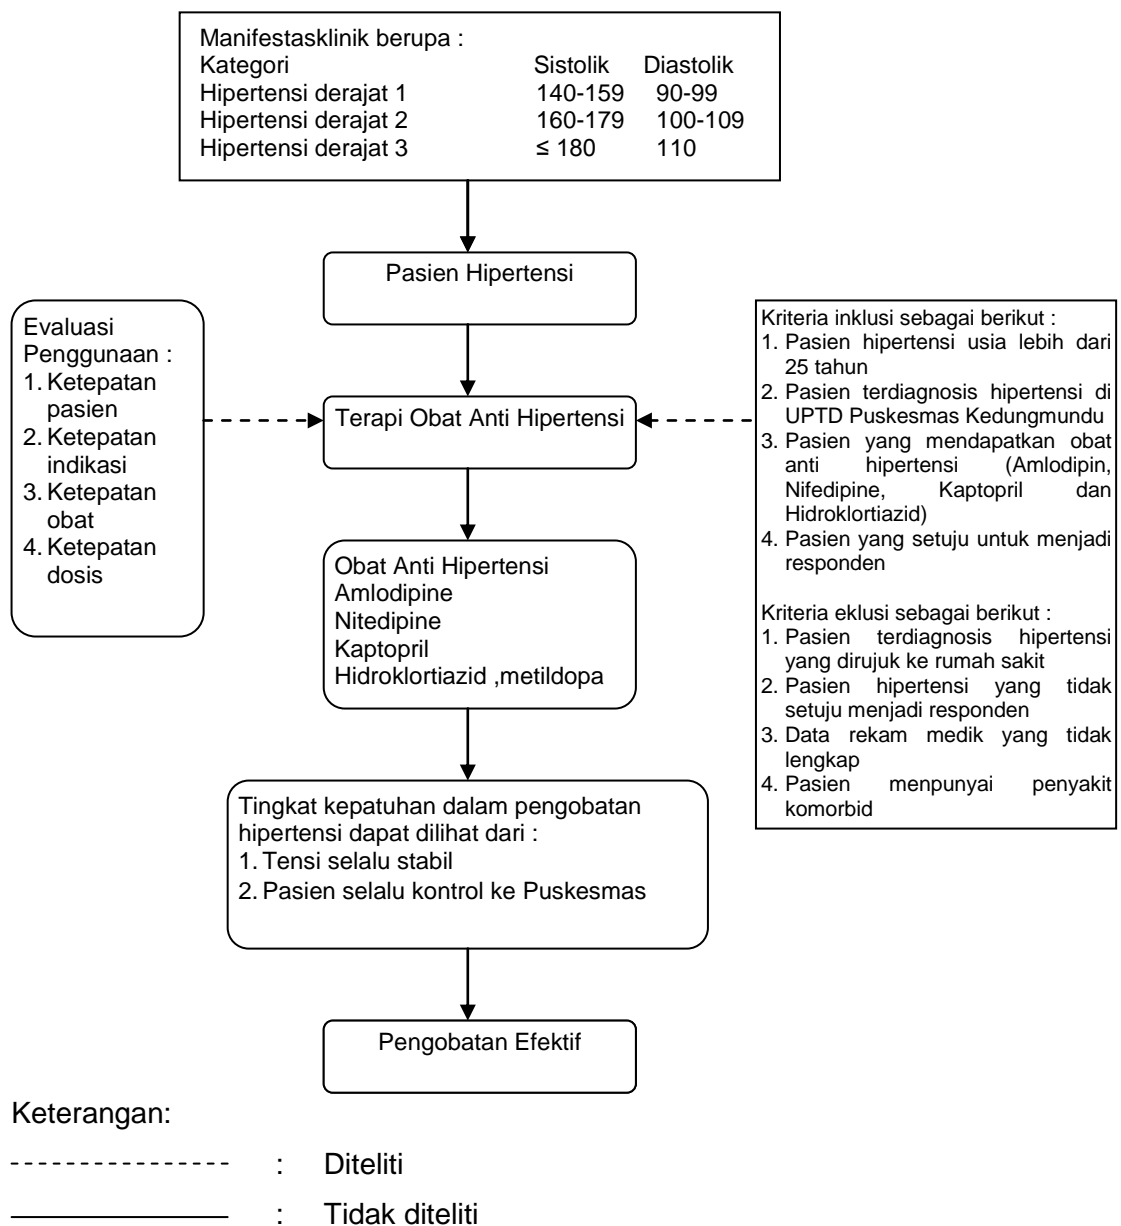 Manifestasklinik berupa :
Kategori Sistolik Diastolik
Hipertensi derajat 1 140-159 90-99
Hipertensi derajat 2 160-179 100-109
Hipertensi derajat 3 ≤ 180 110
Pasien Hipertensi
Evaluasi
Penggunaan :
1. Ketepatan
pasien
2. Ketepatan
indikasi
3. Ketepatan
obat
4. Ketepatan
dosis
Terapi Obat Anti Hipertensi
Kriteria inklusi sebagai berikut :
1. Pasien hipertensi usia lebih dari
25 tahun
2. Pasien terdiagnosis hipertensi di
UPTD Puskesmas Kedungmundu
3. Pasien yang mendapatkan obat
anti hipertensi (Amlodipin,
Nifedipine, Kaptopril dan
Hidroklortiazid)
4. Pasien yang setuju untuk menjadi
responden
Kriteria eklusi sebagai berikut :
1. Pasien terdiagnosis hipertensi
yang dirujuk ke rumah sakit
2. Pasien hipertensi yang tidak
setuju menjadi responden
3. Data rekam medik yang tidak
lengkap
4. Pasien menpunyai penyakit
komorbid
Obat Anti Hipertensi
Amlodipine
Nitedipine
Kaptopril
Hidroklortiazid ,metildopa
Tingkat kepatuhan dalam pengobatan
hipertensi dapat dilihat dari :
1. Tensi selalu stabil
2. Pasien selalu kontrol ke Puskesmas
Pengobatan Efektif
Keterangan:
: Diteliti
: Tidak diteliti